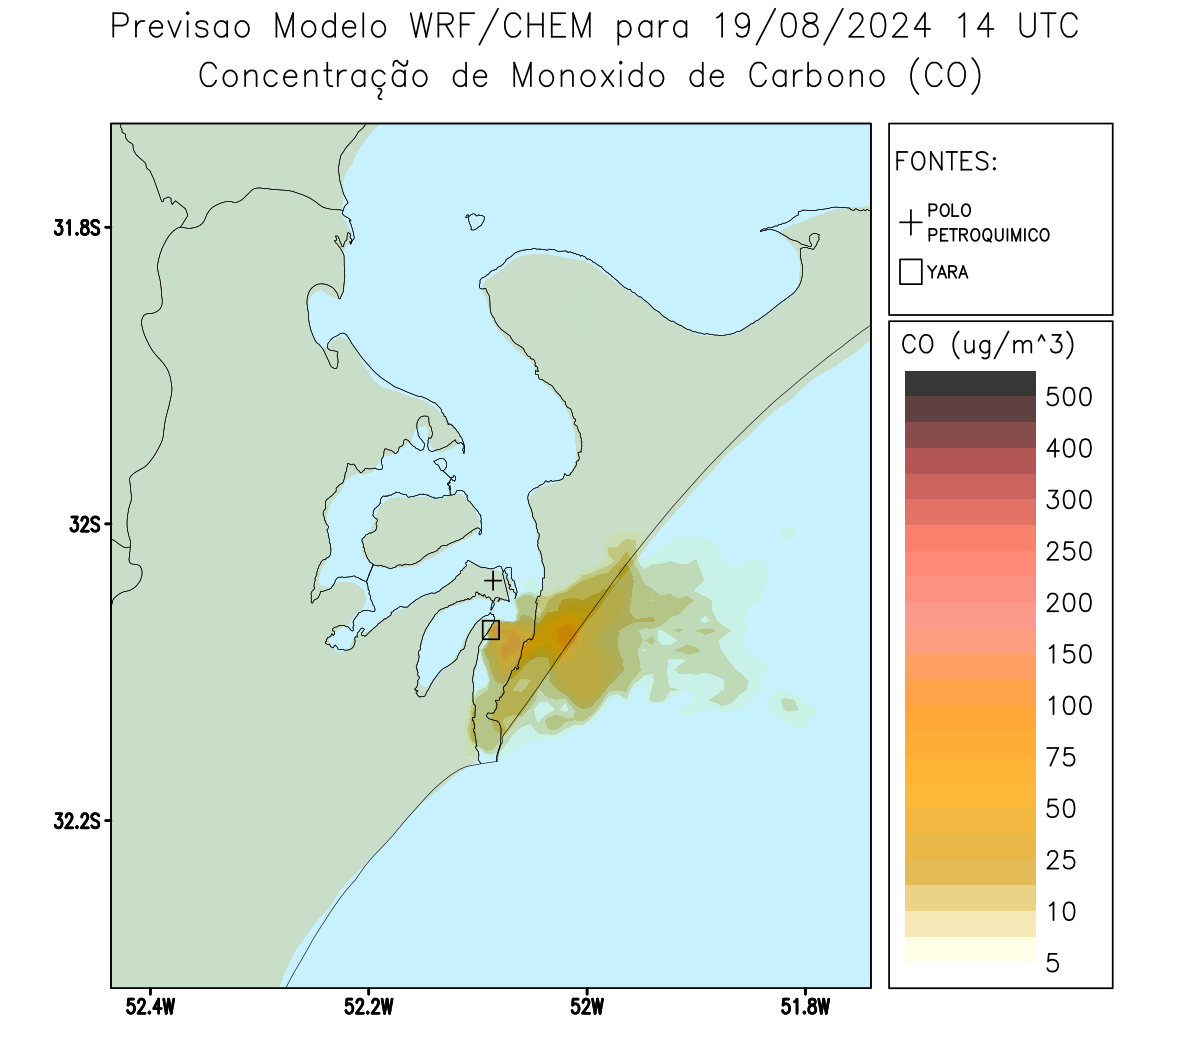 Previsao Modelo WRF/CHEM para 19/08/2024 14 UTC
Concentração de Monoxido de Carbono (CO)
FONTES:
POLO
PETROQUIMICO
YARA
CO (ug/m^3)
500
400
300
250
200
150
100
75
50
25
10
5
31.8S
32S
32.2S
52.4W
52.2W
52W
51.8W